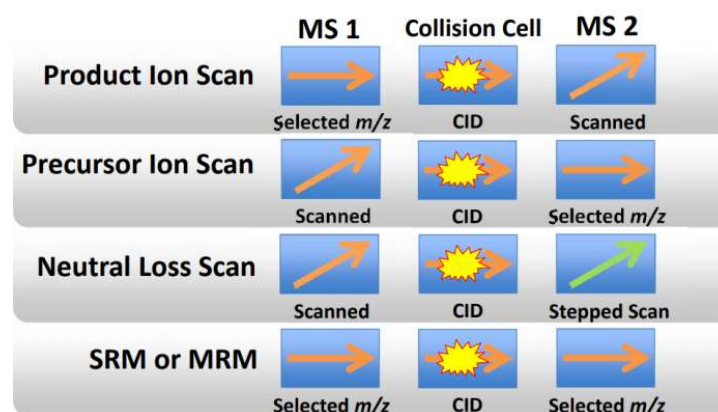 MS 1 Collision Cell MS 2
Product Ion Scan
Selected m/z CID Scanned
Precursor Ion Scan
Scanned CID Selected m/z
Neutral Loss Scan
Scanned CID Stepped Scan
SRM or MRM
Selected m/z CID Selected m/z